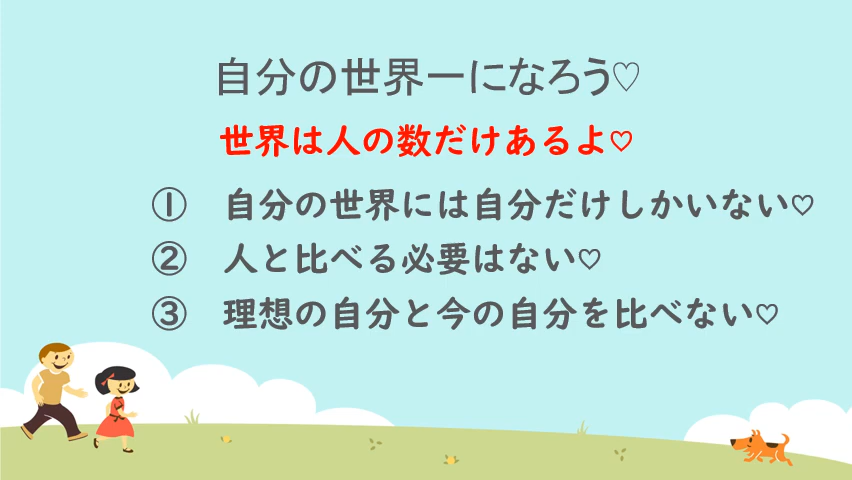 自分の世界一になろう♡
世界は人の数だけあるよ♡
① 自分の世界には自分だけしかいない♡
② 人と比べる必要はない♡
③ 理想の自分と今の自分を比べない♡